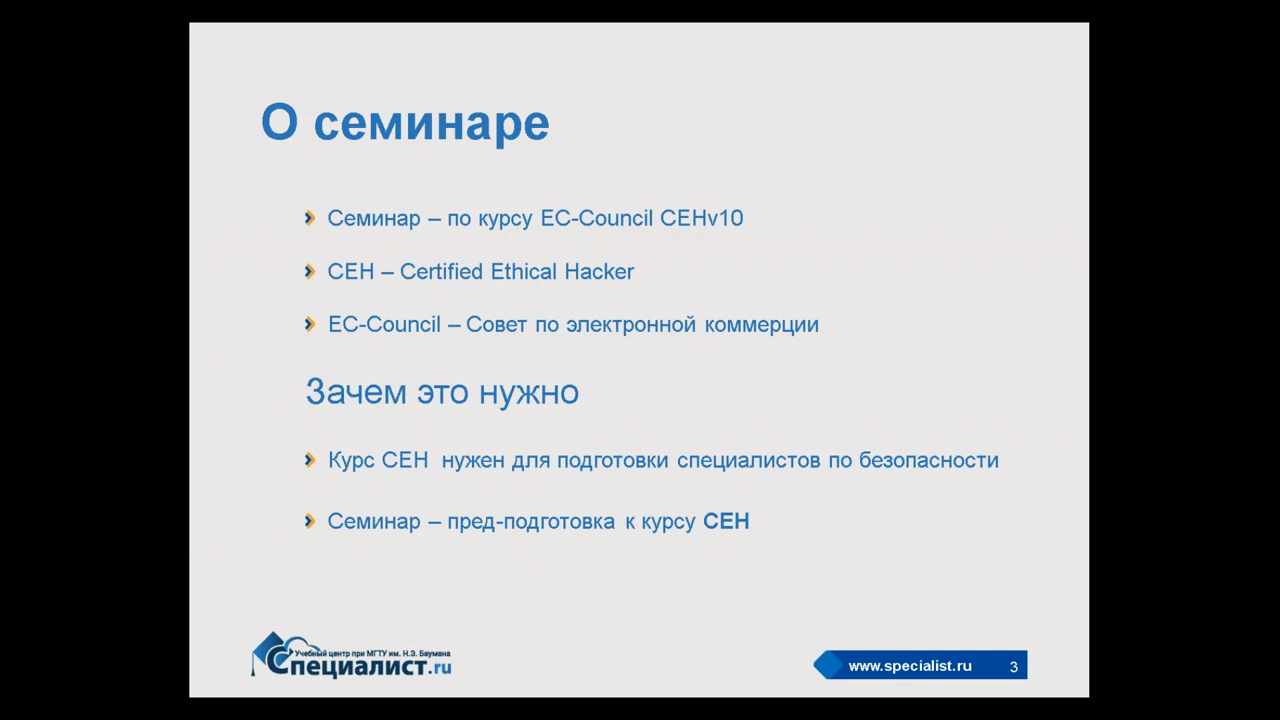 О семинаре
Семинар – по курсу EC-Council CEHv10
CEH – Certified Ethical Hacker
EC-Council – Совет по электронной коммерции
Зачем это нужно
Курс CEH нужен для подготовки специалистов по безопасности
Семинар – пред-подготовка к курсу CEH
Учебный центр при МГТУ им. Н.Э. Баумана
Специалист.ru
www.specialist.ru 3